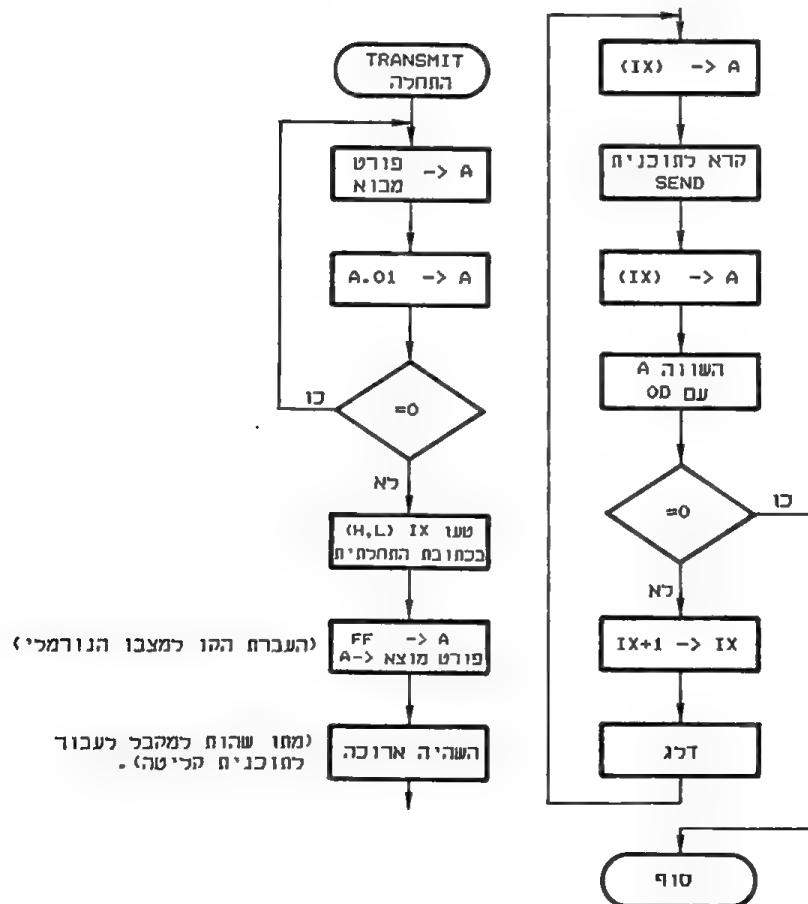 TRANSMIT
התחלה
פורט
מבוא -> A
A.01 -> A
=0
כן
לא
טען IX (H,L)
בכתובת התחלתית
FF -> A
A-> פורט מוצא
(העברת הקו למצבו הנורמלי)
השהיה ארוכה
(מתן שהות למקבל לעבור
לתוכנית קליטה).
(IX) -> A
קרא לתוכנית
SEND
(IX) -> A
השווה A
עם OD
=0
כן
לא
IX+1 -> IX
דלג
סוף